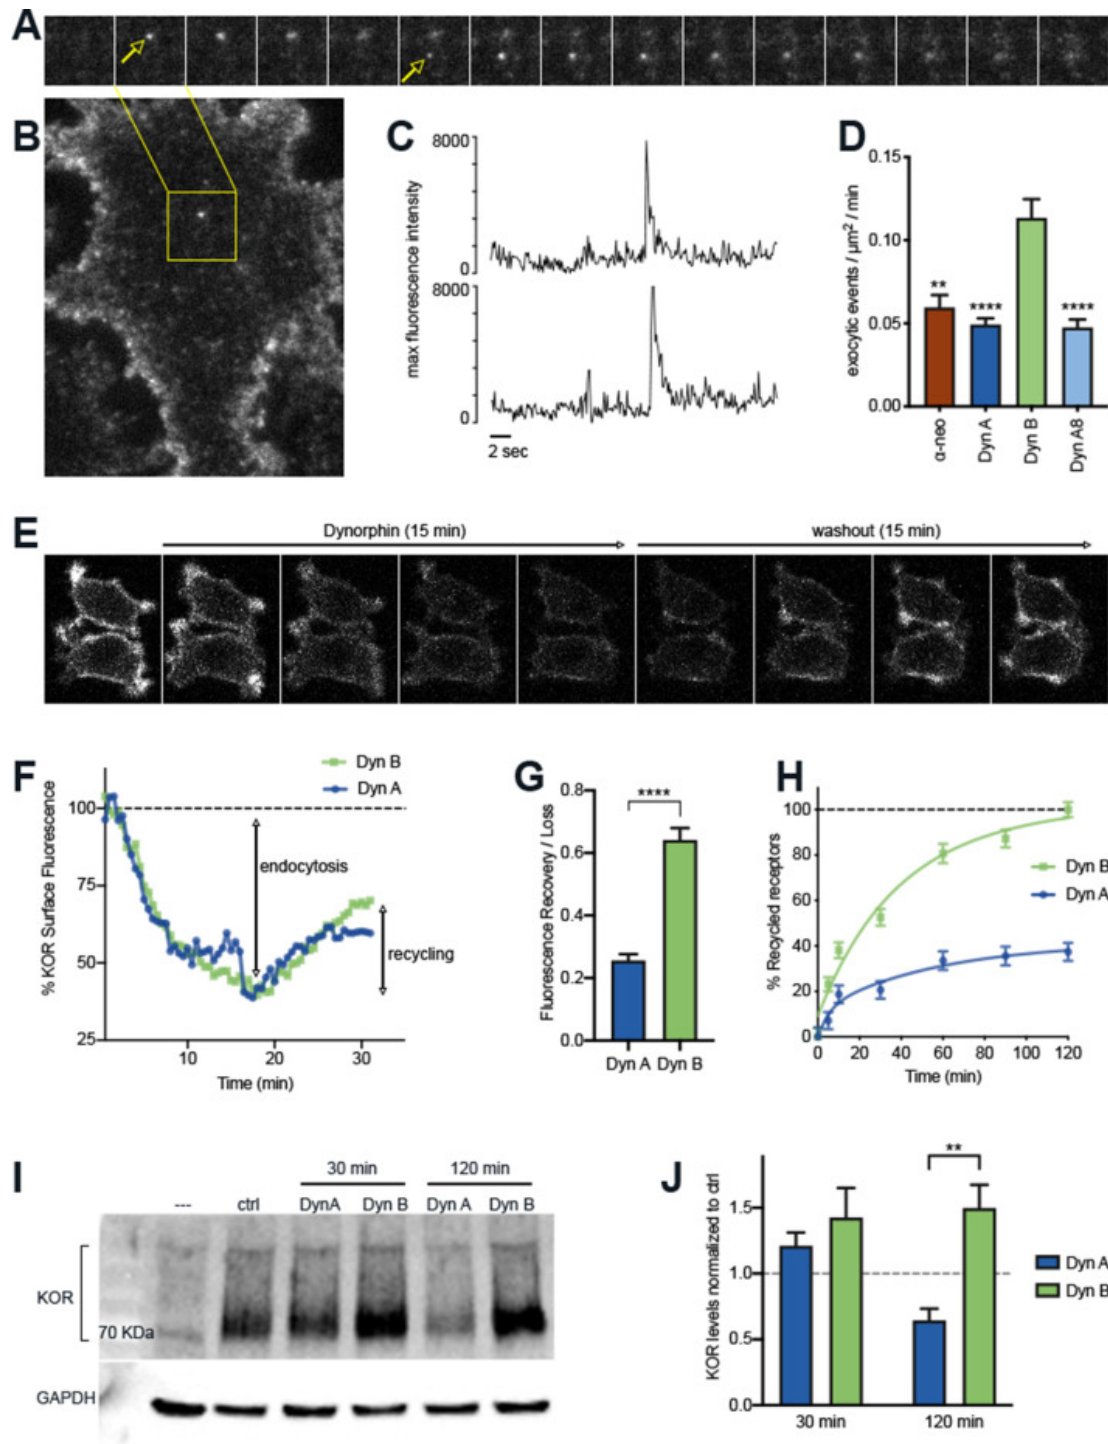 A
B
C
8000
0
8000
0
max fluorescence intensity
2 sec
D
0.15
0.10
0.05
0.00
exocytic events / µm² / min
**
****
****
α-neo
Dyn A
Dyn B
Dyn A8
E
Dynorphin (15 min)
washout (15 min)
F
Dyn B
Dyn A
% KOR Surface Fluorescence
100
75
50
25
endocytosis
recycling
10
20
30
Time (min)
G
Fluorescence Recovery / Loss
0.8
0.6
0.4
0.2
0.0
****
Dyn A Dyn B
H
% Recycled receptors
100
80
60
40
20
0
Dyn B
Dyn A
0 20 40 60 80 100 120
Time (min)
I
30 min
120 min
--- ctrl DynA Dyn B Dyn A Dyn B
KOR
70 KDa
GAPDH
J
KOR levels normalized to ctrl
1.5
1.0
0.5
0.0
**
Dyn A
Dyn B
30 min
120 min